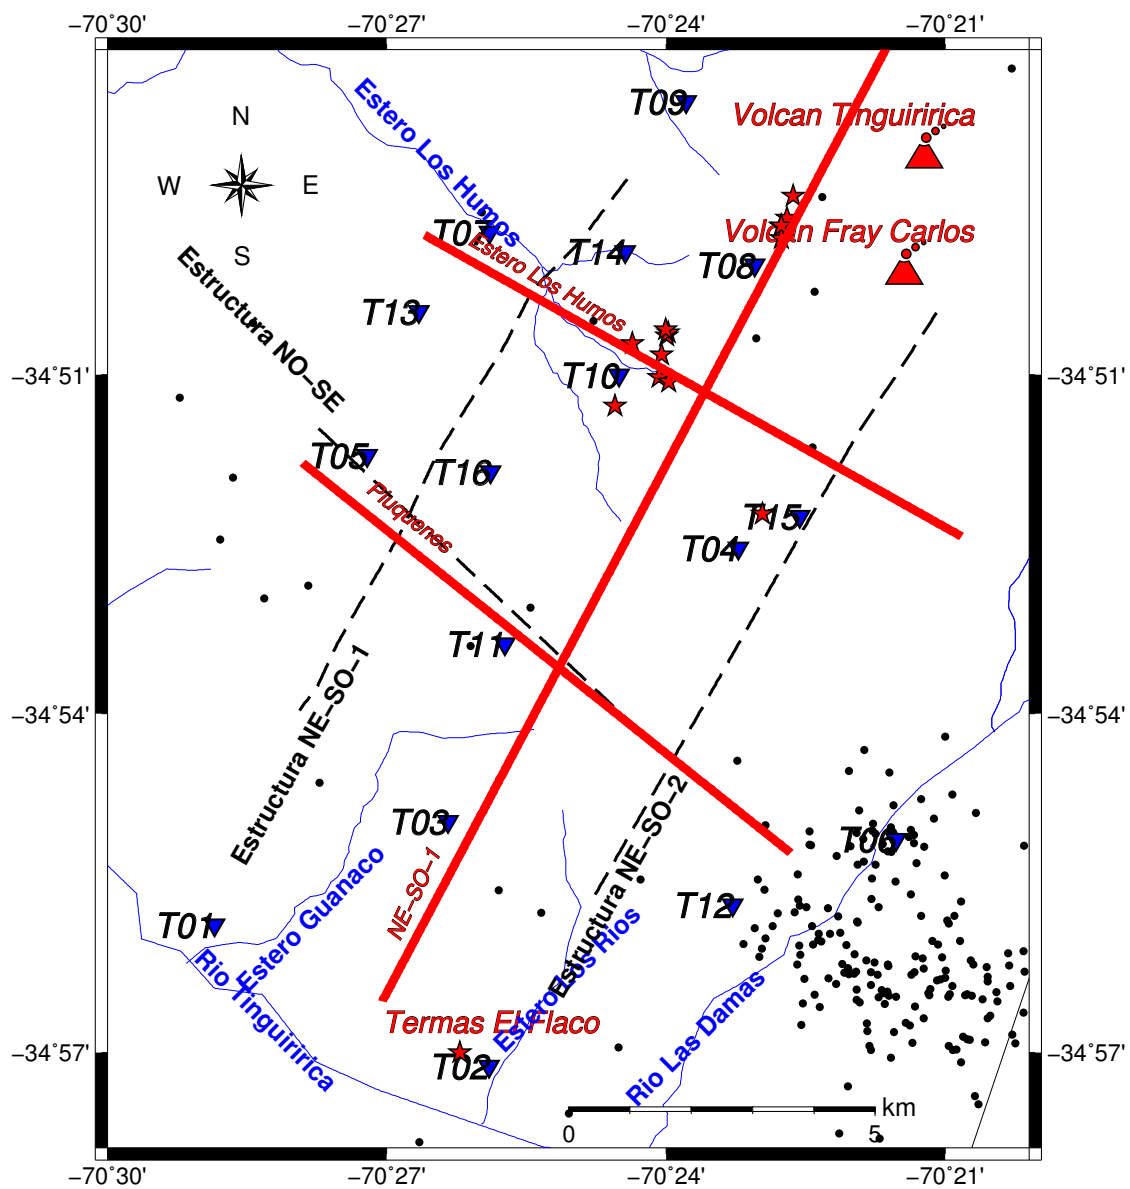 −70˚30' −70˚27' −70˚24' −70˚21'
Estero Los Humos
T09
Volcan Tinguiririca
N
W E
S
T07
T14
Volcan Fray Carlos
T08
Estero Los Humos
Estructura NO−SE
T13
−34˚51' −34˚51'
T10
T05
T16
Piuquenes
T15
T04
T11
Estructura NE−SO−1
−34˚54' −34˚54'
Estructura NE−SO−2
T03
T06
NE−SO−1
Estero Guanaco
T12
T01
Rio Tinguiririca
Estero Los Rios
Rio Las Damas
Termas El Flaco
−34˚57' −34˚57'
T02
km
0 5
−70˚30' −70˚27' −70˚24' −70˚21'